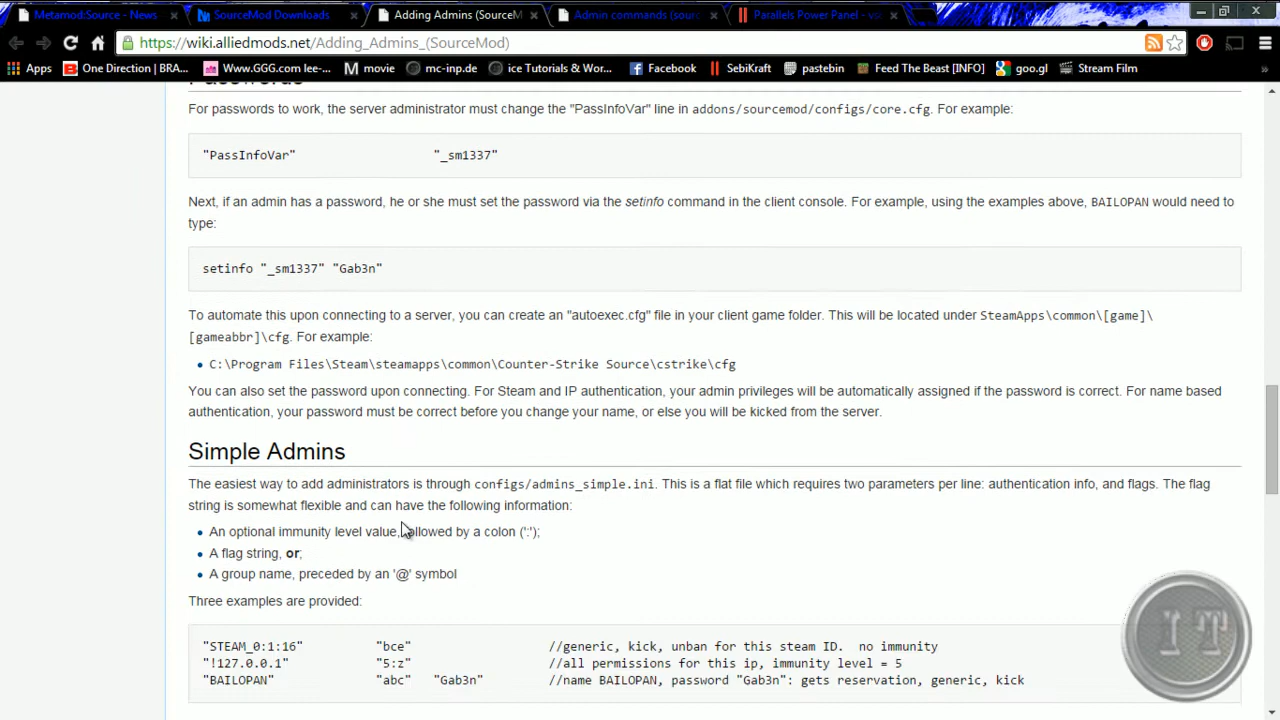 Metamod:Source - News
SourceMod Downloads
Adding Admins (SourceM
Admin commands (sourc
Parallels Power Panel - vs
https://wiki.alliedmods.net/Adding_Admins_(SourceMod)
Apps
One Direction | BRA...
Www.GGG.com lee-...
movie
mc-inp.de
ice Tutorials & Wor...
Facebook
SebiKraft
pastebin
Feed The Beast [INFO]
goo.gl
Stream Film
»
Passwords
For passwords to work, the server administrator must change the "PassInfoVar" line in addons/sourcemod/configs/core.cfg. For example:
"PassInfoVar" "_sm1337"
Next, if an admin has a password, he or she must set the password via the setinfo command in the client console. For example, using the examples above, BAILOPAN would need to
type:
setinfo "_sm1337" "Gab3n"
To automate this upon connecting to a server, you can create an "autoexec.cfg" file in your client game folder. This will be located under SteamApps\common\[game]\
[gameabbr]\cfg. For example:
C:\Program Files\Steam\steamapps\common\Counter-Strike Source\cstrike\cfg
You can also set the password upon connecting. For Steam and IP authentication, your admin privileges will be automatically assigned if the password is correct. For name based
authentication, your password must be correct before you change your name, or else you will be kicked from the server.
Simple Admins
The easiest way to add administrators is through configs/admins_simple.ini. This is a flat file which requires two parameters per line: authentication info, and flags. The flag
string is somewhat flexible and can have the following information:
An optional immunity level value, followed by a colon (':');
A flag string, or;
A group name, preceded by an '@' symbol
Three examples are provided:
"STEAM_0:1:16" "bce" //generic, kick, unban for this steam ID. no immunity
"!127.0.0.1" "5:z" //all permissions for this ip, immunity level = 5
"BAILOPAN" "abc" "Gab3n" //name BAILOPAN, password "Gab3n": gets reservation, generic, kick
IT